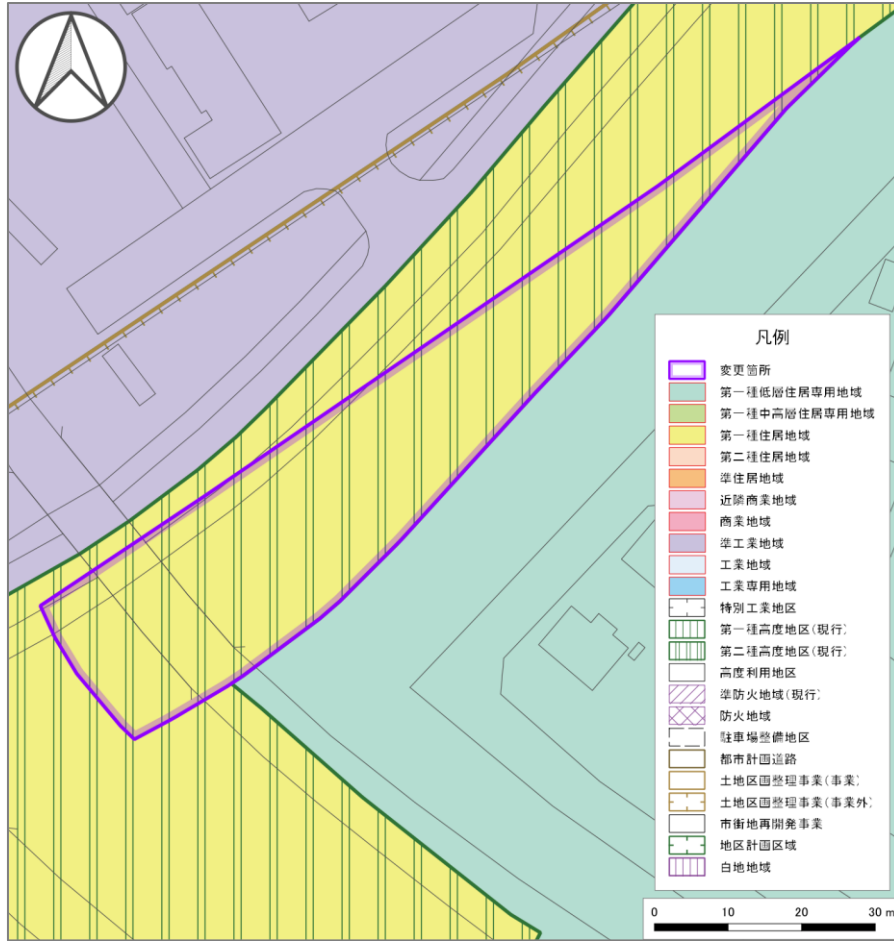 凡例
変更箇所
第一種低層住居専用地域
第一種中高層住居専用地域
第一種住居地域
第二種住居地域
準住居地域
近隣商業地域
商業地域
準工業地域
工業地域
工業専用地域
特別工業地区
第一種高度地区(現行)
第二種高度地区(現行)
高度利用地区
準防火地域(現行)
防火地域
駐車場整備地区
都市計画道路
土地区画整理事業(事業)
土地区画整理事業(事業外)
市街地再開発事業
地区計画区域
白地地域
0 10 20 30 m